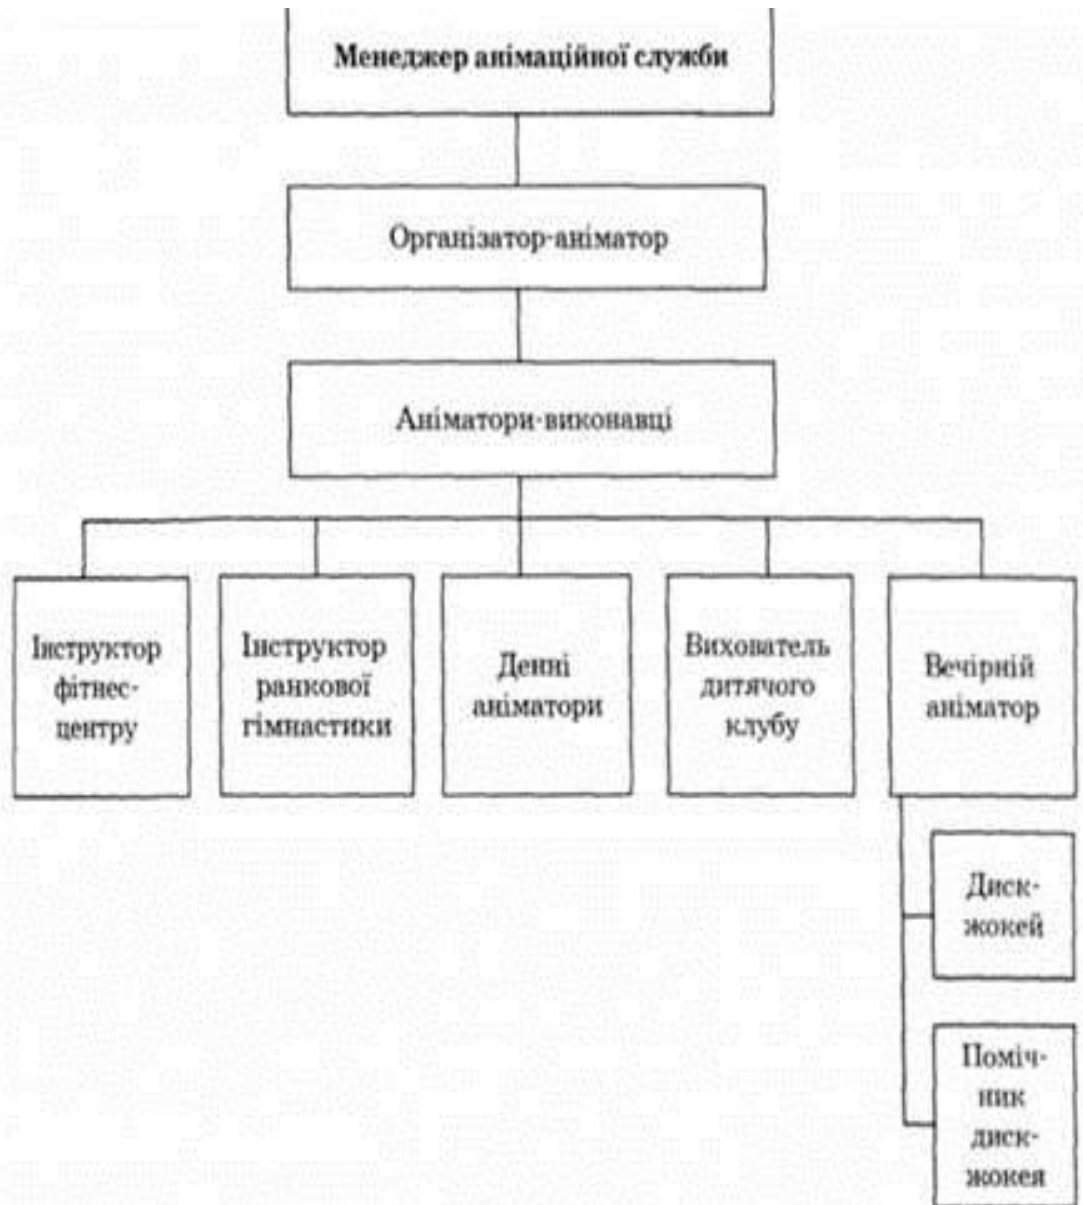 Менеджер анімаційної служби
Організатор-аніматор
Аніматори-виконавці
Інструктор
фітнес-
центру
Інструктор
ранкової
гімнастики
Денні
аніматори
Вихователь
дитячого
клубу
Вечірній
аніматор
Диск-
жокей
Поміч-
ник
диск-
жокея